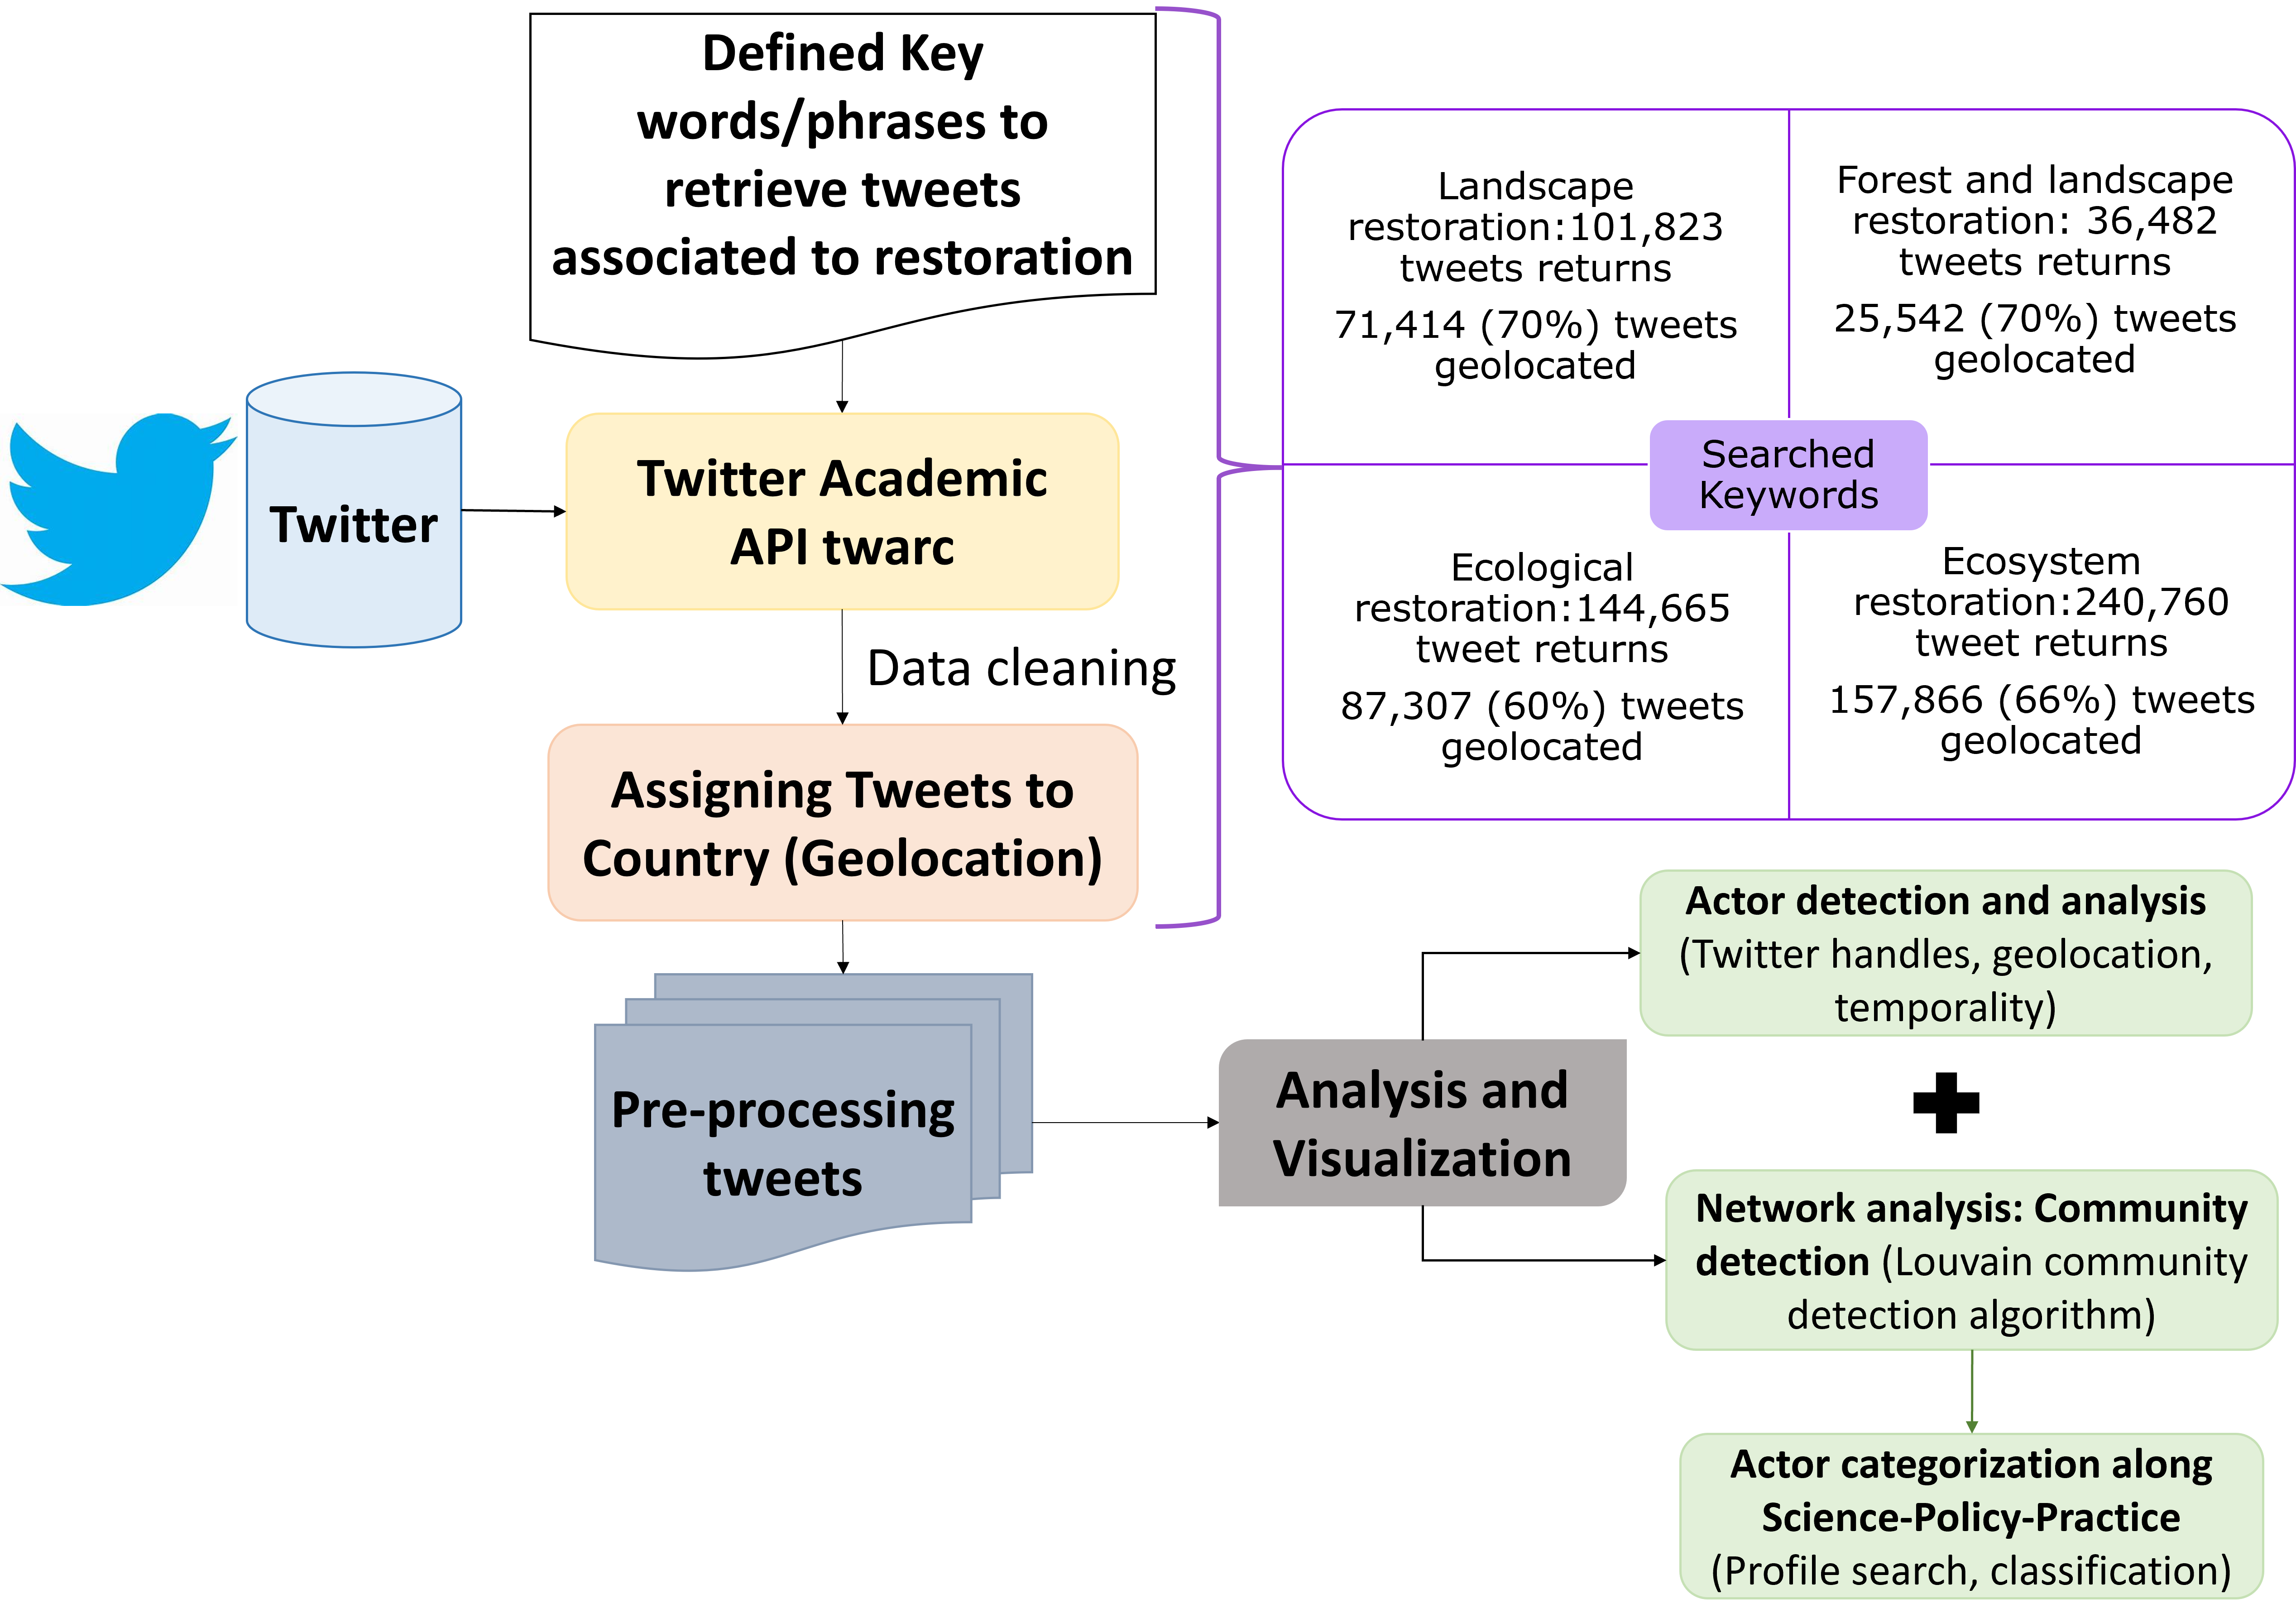 Defined Key
words/phrases to
retrieve tweets
associated to restoration
Twitter
Twitter Academic
API twarc
Data cleaning
Assigning Tweets to
Country (Geolocation)
Pre-processing
tweets
Landscape
restoration:101,823
tweets returns
71,414 (70%) tweets
geolocated
Forest and landscape
restoration: 36,482
tweets returns
25,542 (70%) tweets
geolocated
Searched
Keywords
Ecological
restoration:144,665
tweet returns
87,307 (60%) tweets
geolocated
Ecosystem
restoration:240,760
tweet returns
157,866 (66%) tweets
geolocated
Analysis and
Visualization
Actor detection and analysis
(Twitter handles, geolocation,
temporality)
Network analysis: Community
detection (Louvain community
detection algorithm)
Actor categorization along
Science-Policy-Practice
(Profile search, classification)